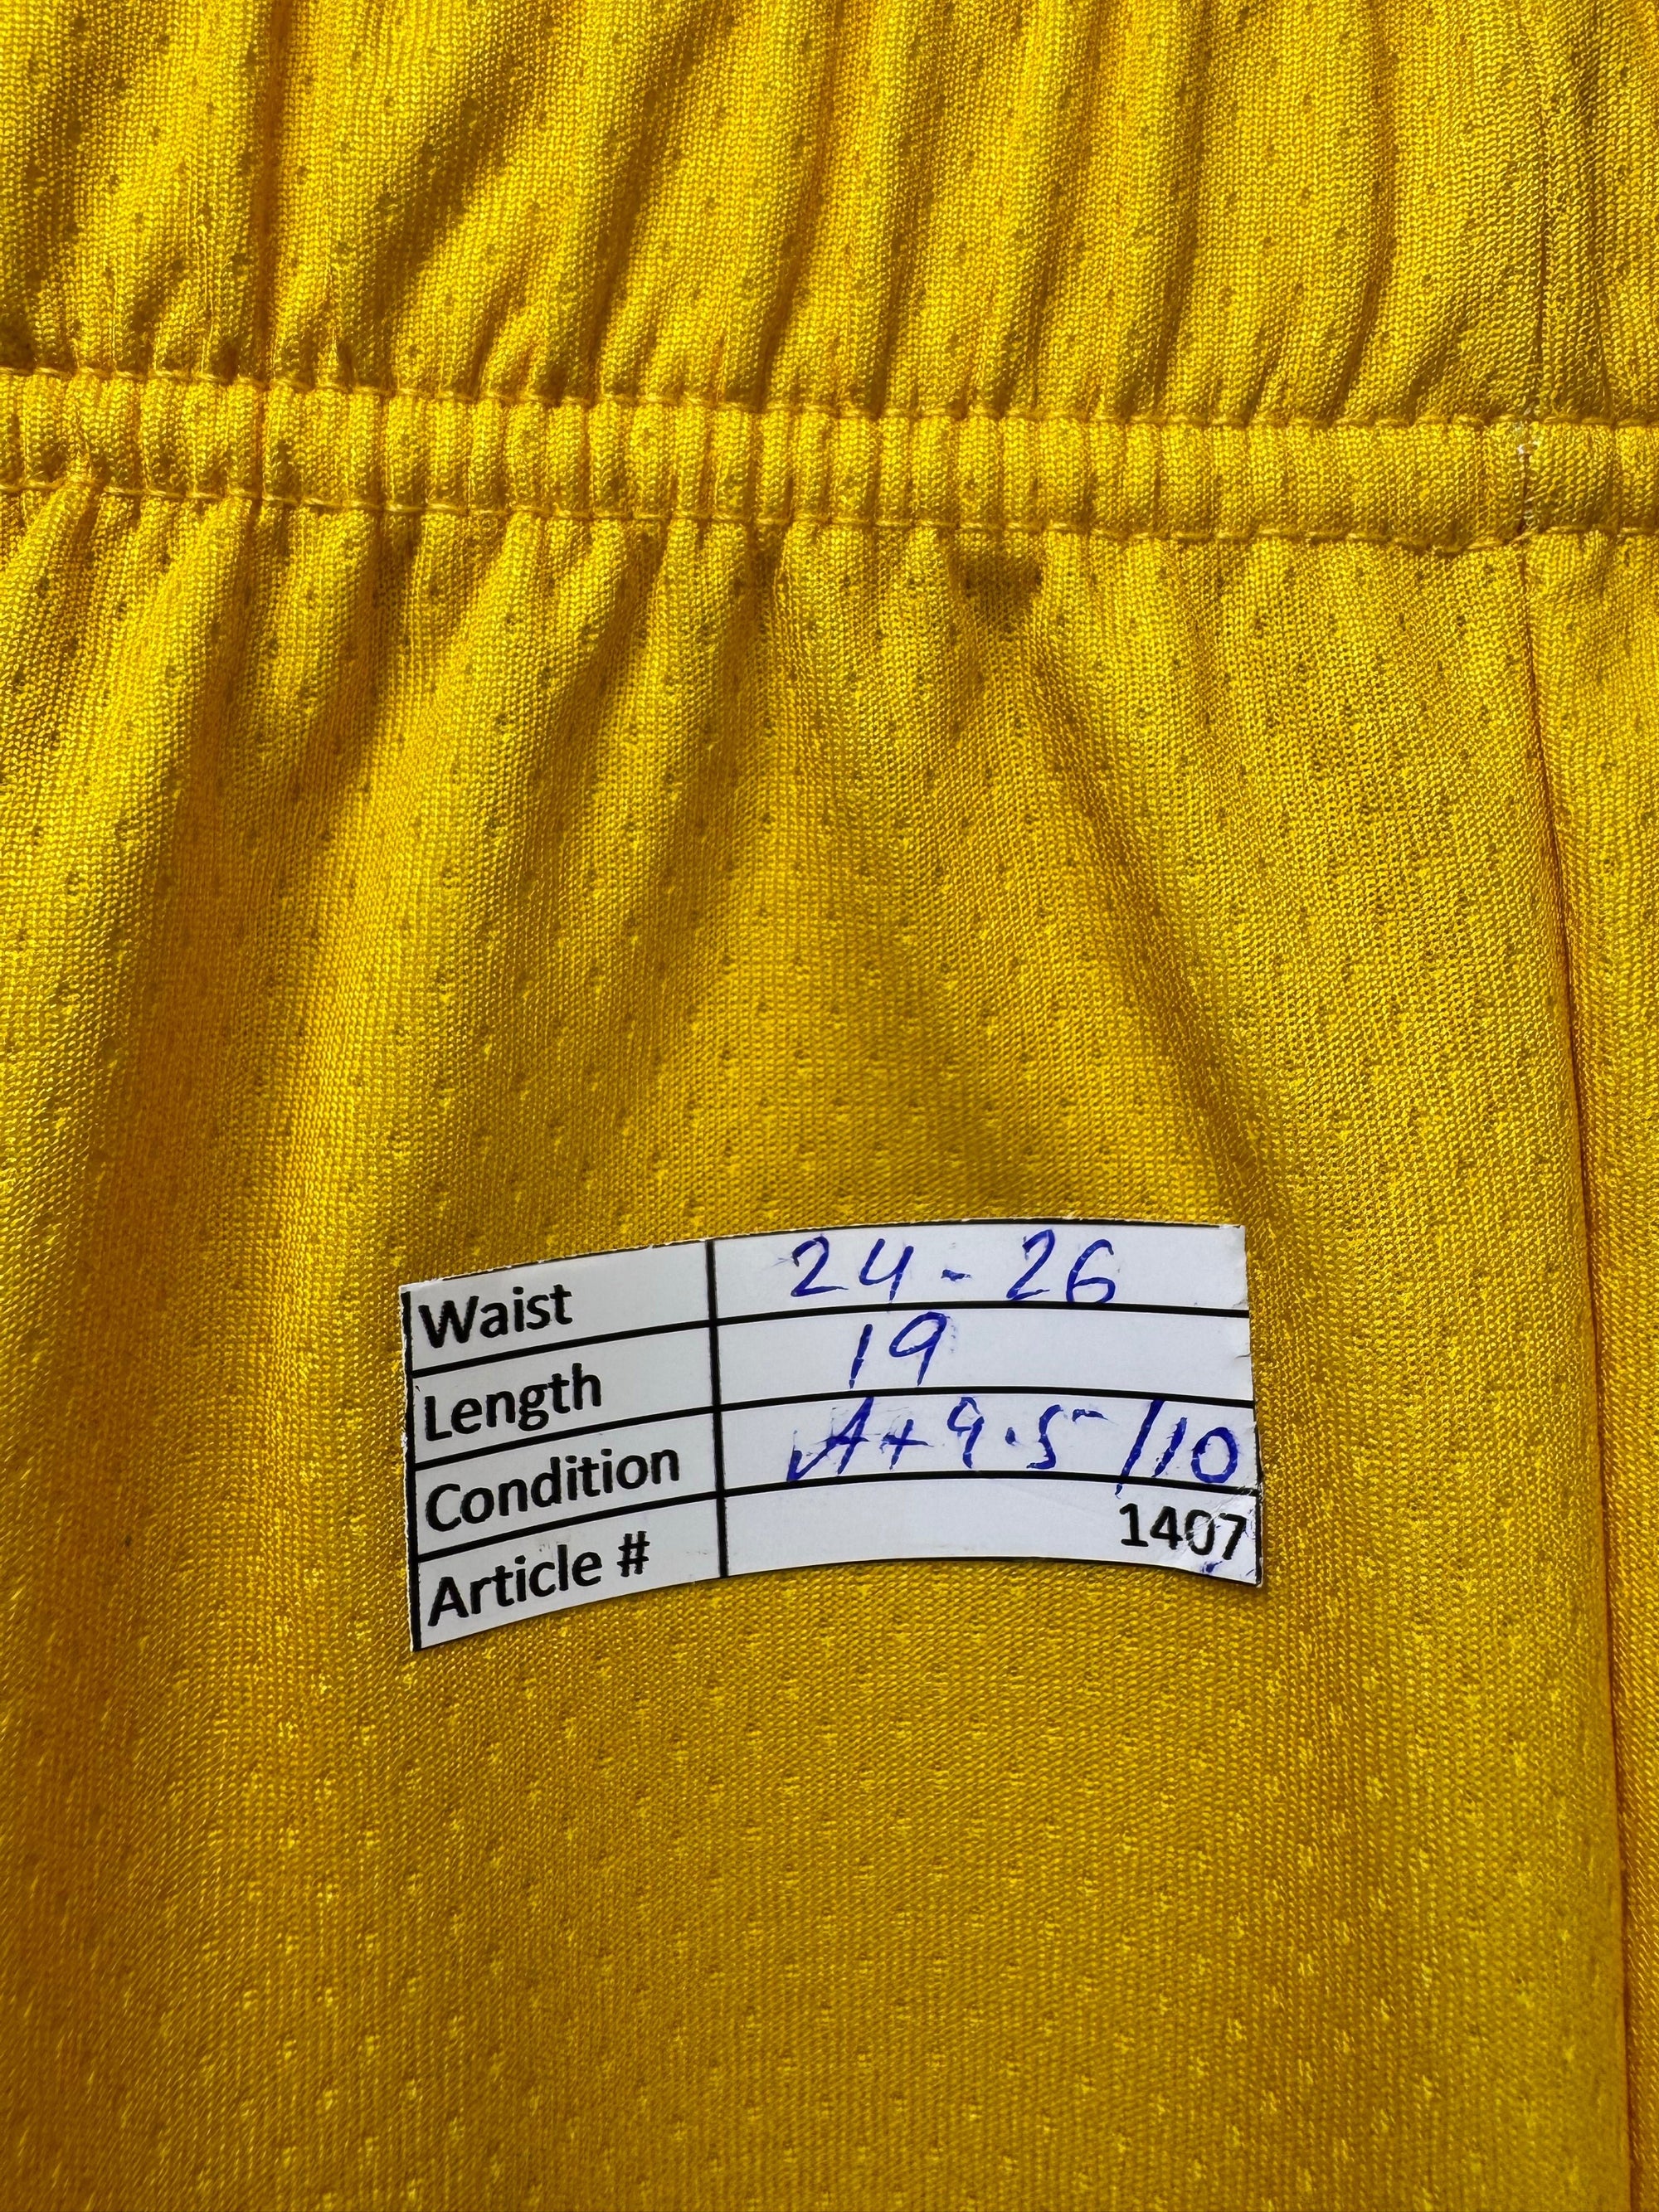 Waist 24 - 26
Length 19
Condition A+ 9.5/10
Article # 1407